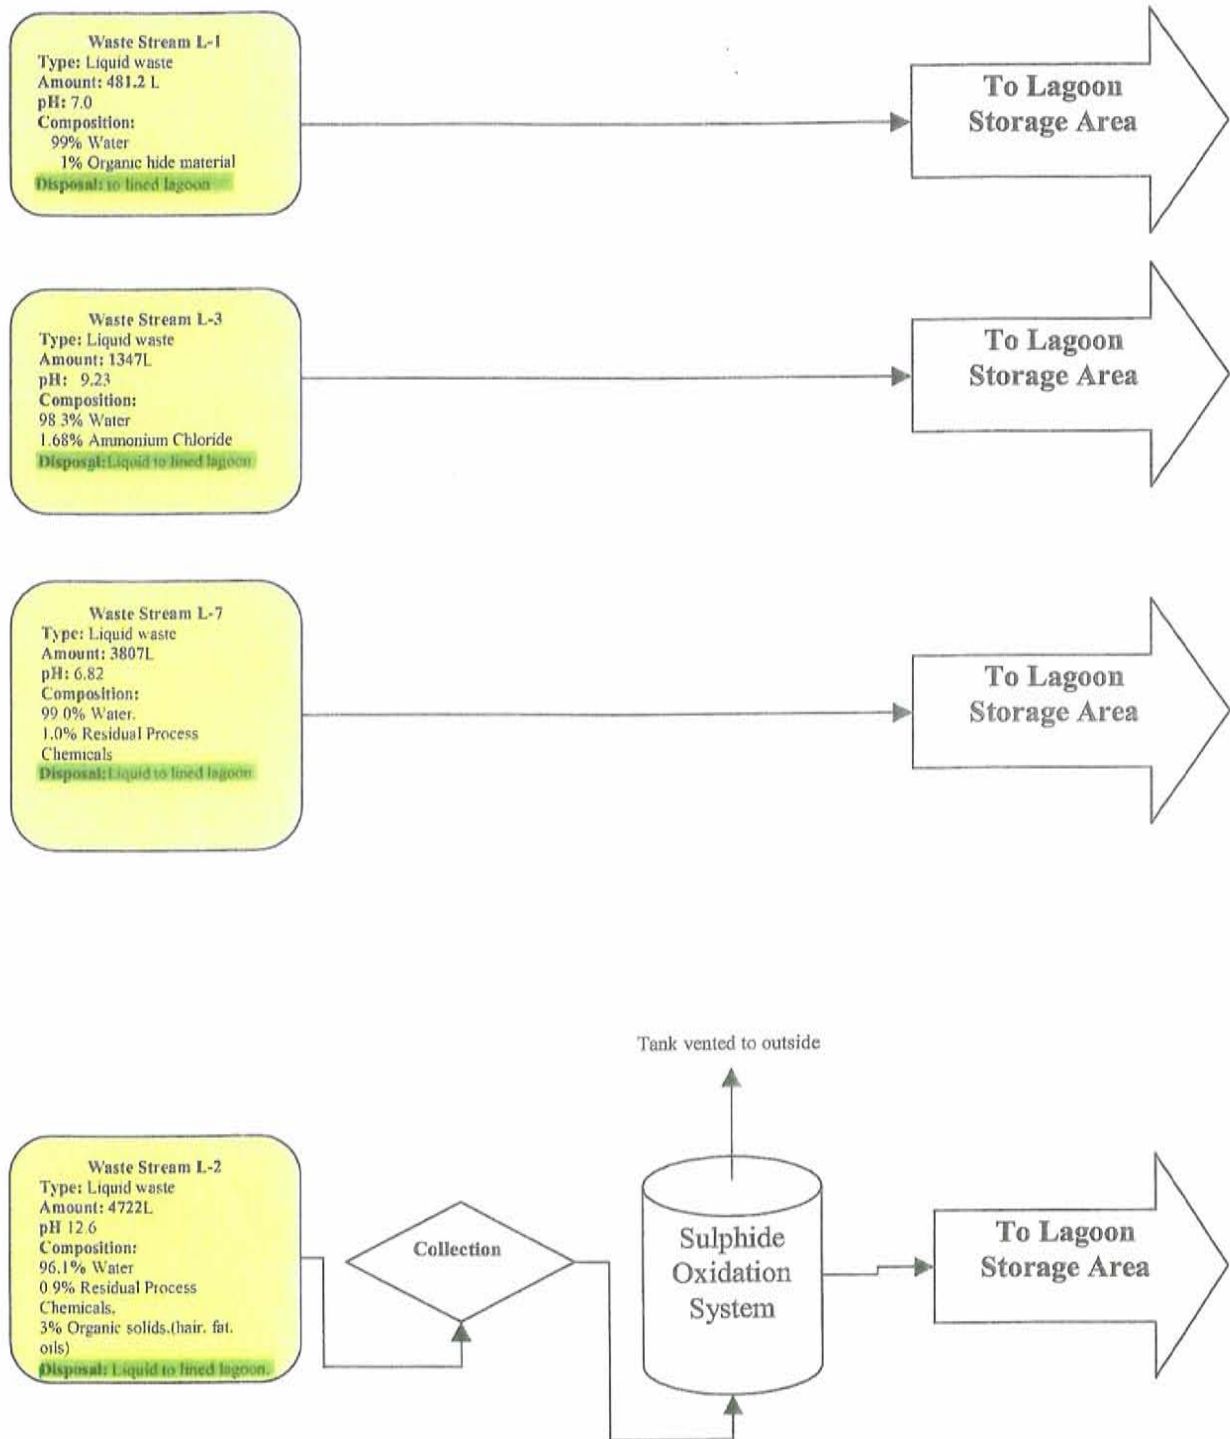 Waste Stream L-1
Type: Liquid waste
Amount: 481.2 L
pH: 7.0
Composition:
99% Water
1% Organic hide material
Disposal: to lined lagoon
To Lagoon
Storage Area
Waste Stream L-3
Type: Liquid waste
Amount: 1347L
pH: 9.23
Composition:
98 3% Water
1.68% Ammonium Chloride
Disposal: Liquid to lined lagoon.
To Lagoon
Storage Area
Waste Stream L-7
Type: Liquid waste
Amount: 3807L
pH: 6.82
Composition:
99 0% Water.
1.0% Residual Process
Chemicals
Disposal: Liquid to lined lagoon.
To Lagoon
Storage Area
Tank vented to outside
Waste Stream L-2
Type: Liquid waste
Amount: 4722L
pH 12.6
Composition:
96.1% Water
0 9% Residual Process
Chemicals.
3% Organic solids.(hair. fat.
oils)
Disposal: Liquid to lined lagoon.
Collection
Sulphide
Oxidation
System
To Lagoon
Storage Area